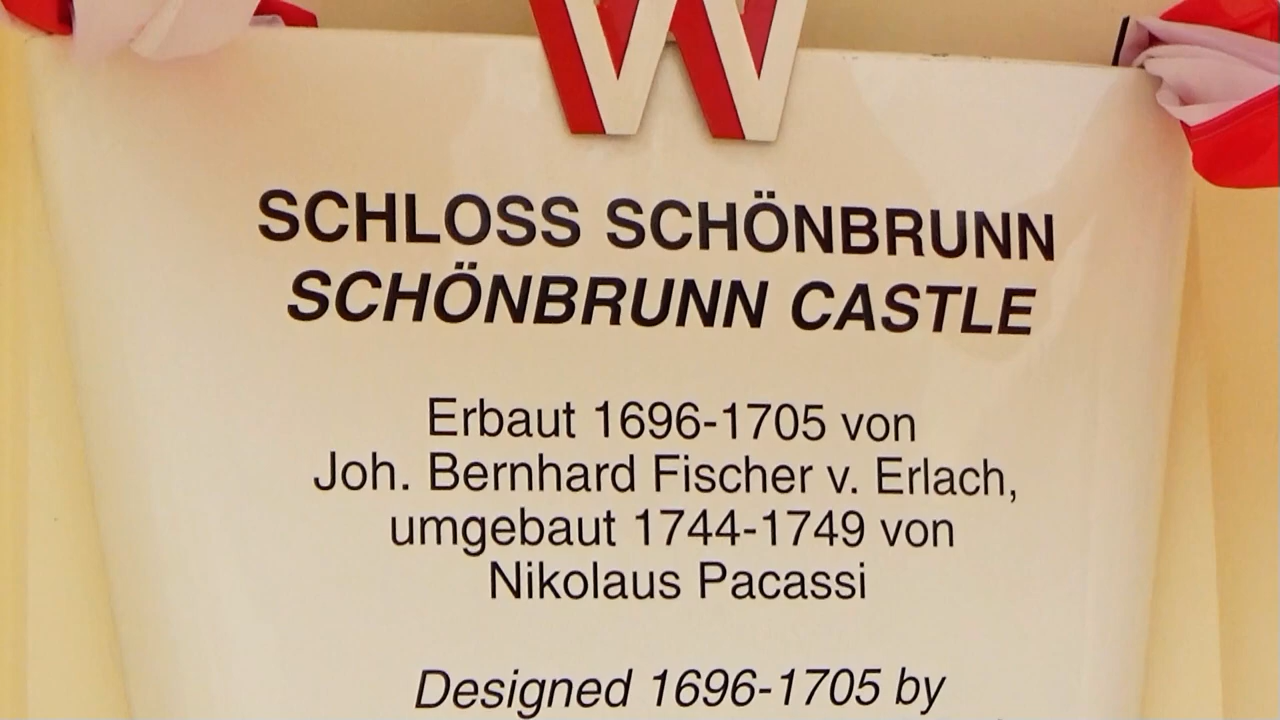 W
SCHLOSS SCHÖNBRUNN
SCHÖNBRUNN CASTLE
Erbaut 1696-1705 von
Joh. Bernhard Fischer v. Erlach,
umgebaut 1744-1749 von
Nikolaus Pacassi
Designed 1696-1705 by